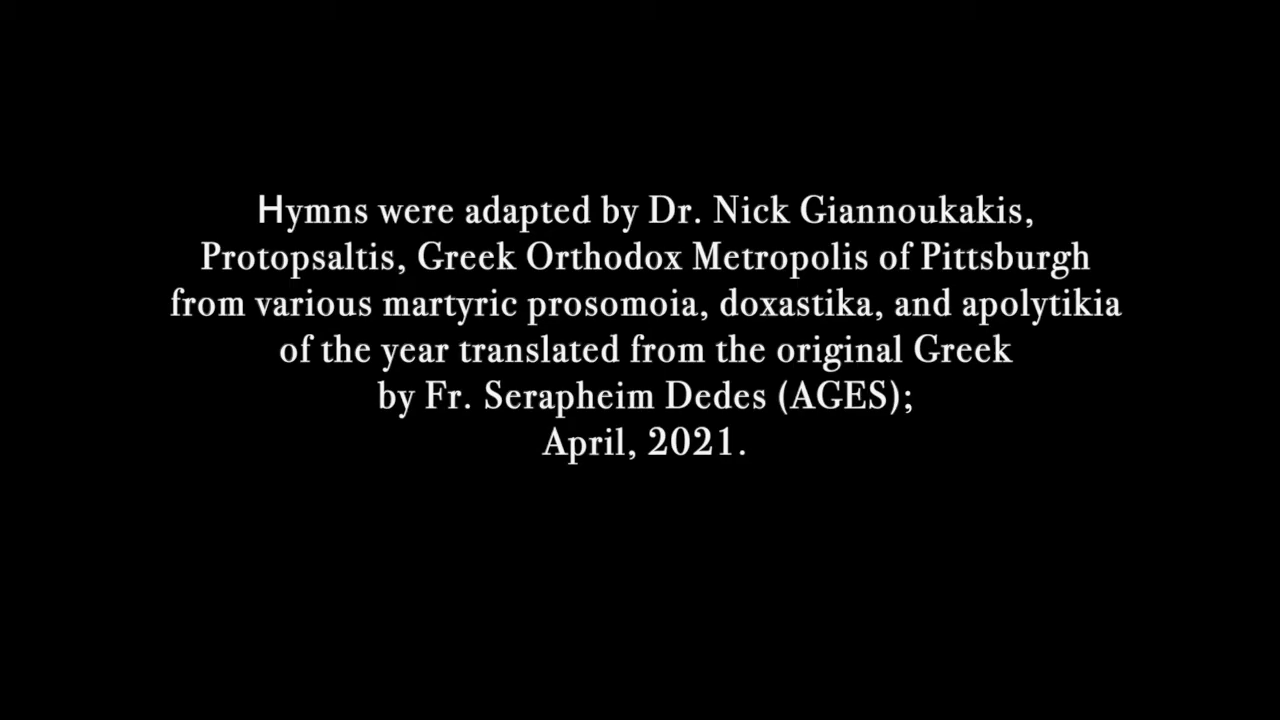 Hymns were adapted by Dr. Nick Giannoukakis,
Protopsaltis, Greek Orthodox Metropolis of Pittsburgh
from various martyric prosomoia, doxastika, and apolytikia
of the year translated from the original Greek
by Fr. Serapheim Dedes (AGES);
April, 2021.